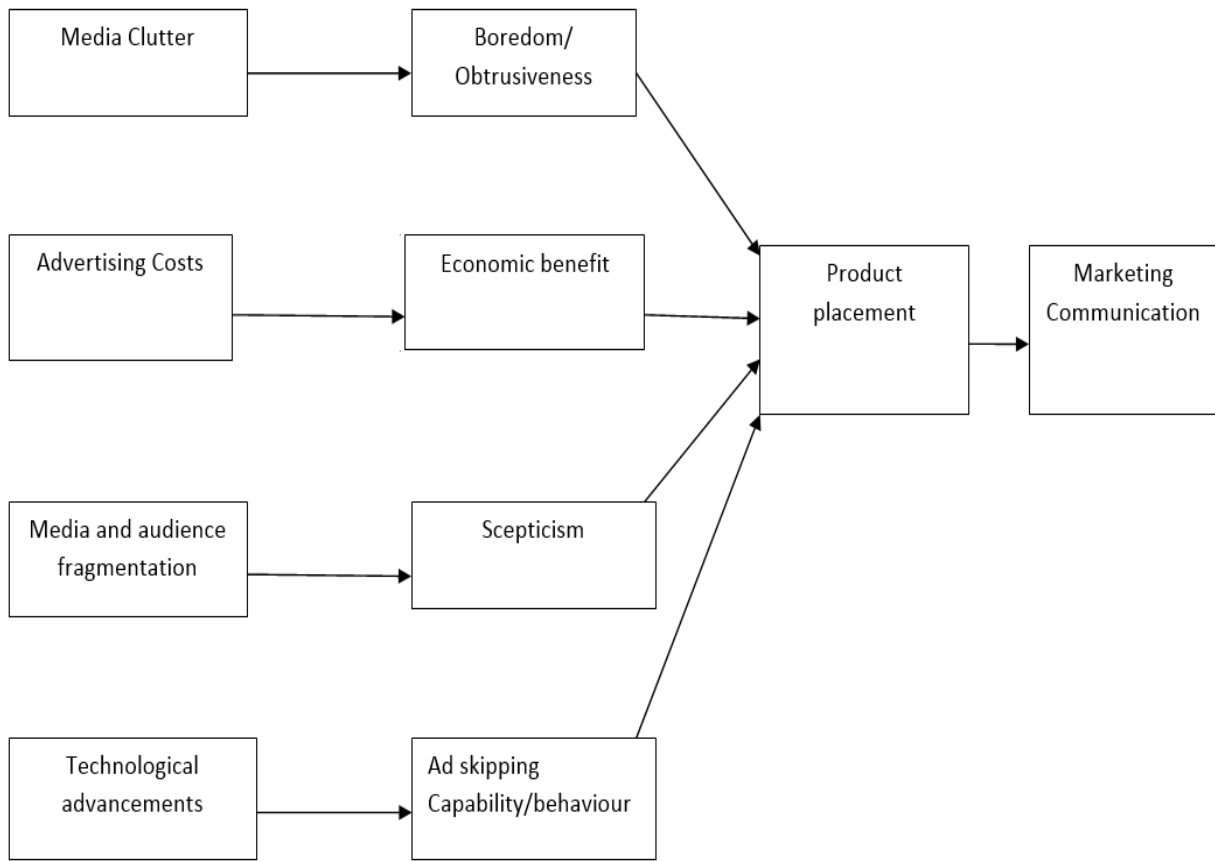 Media Clutter
Boredom/
Obtrusiveness
Advertising Costs
Economic benefit
Product
placement
Marketing
Communication
Media and audience
fragmentation
Scepticism
Technological
advancements
Ad skipping
Capability/behaviour